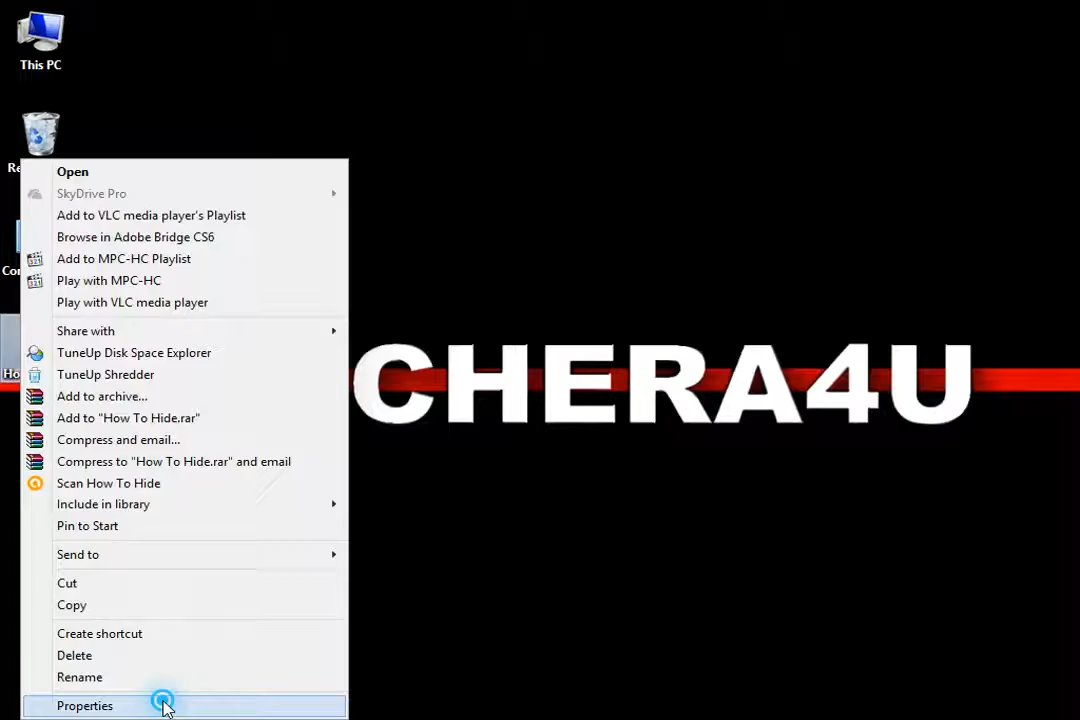 This PC
Re
Co
Ho
Open
SkyDrive Pro
Add to VLC media player's Playlist
Browse in Adobe Bridge CS6
Add to MPC-HC Playlist
Play with MPC-HC
Play with VLC media player
Share with
TuneUp Disk Space Explorer
TuneUp Shredder
Add to archive...
Add to "How To Hide.rar"
Compress and email...
Compress to "How To Hide.rar" and email
Scan How To Hide
Include in library
Pin to Start
Send to
Cut
Copy
Create shortcut
Delete
Rename
Properties
CHERA4U